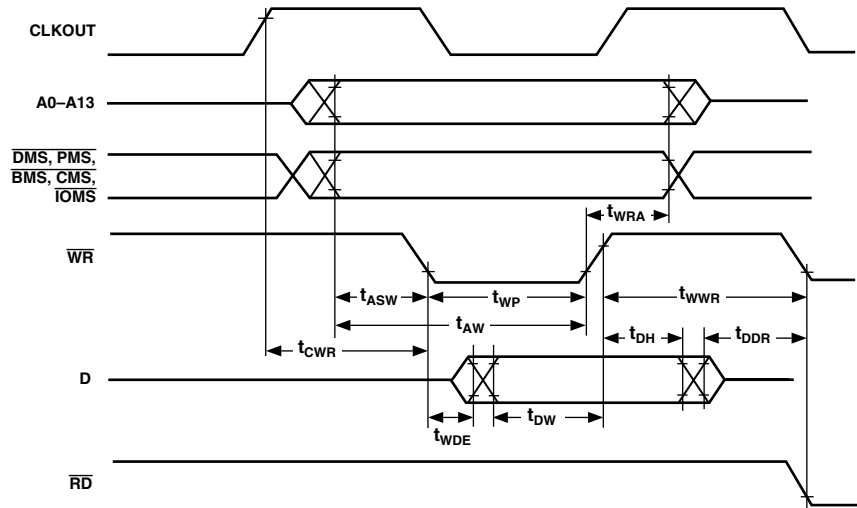 CLKOUT
A0–A13
DMS, PMS,
BMS, CMS,
IOMS
tWRA
WR
tASW
tWP
tWWR
tAW
tCWR
tDH
tDDR
D
tWDE
tDW
RD